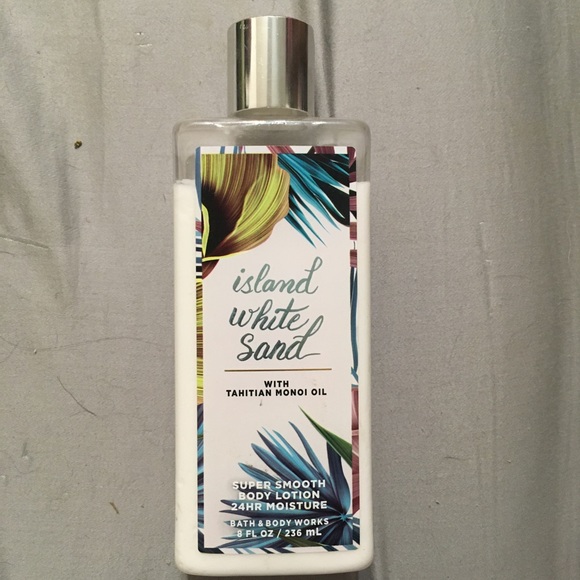 island
white
sand
WITH
TAHITIAN MONOI OIL
SUPER SMOOTH
BODY LOTION
24HR MOISTURE
BATH & BODY WORKS
8 FL OZ / 236 mL